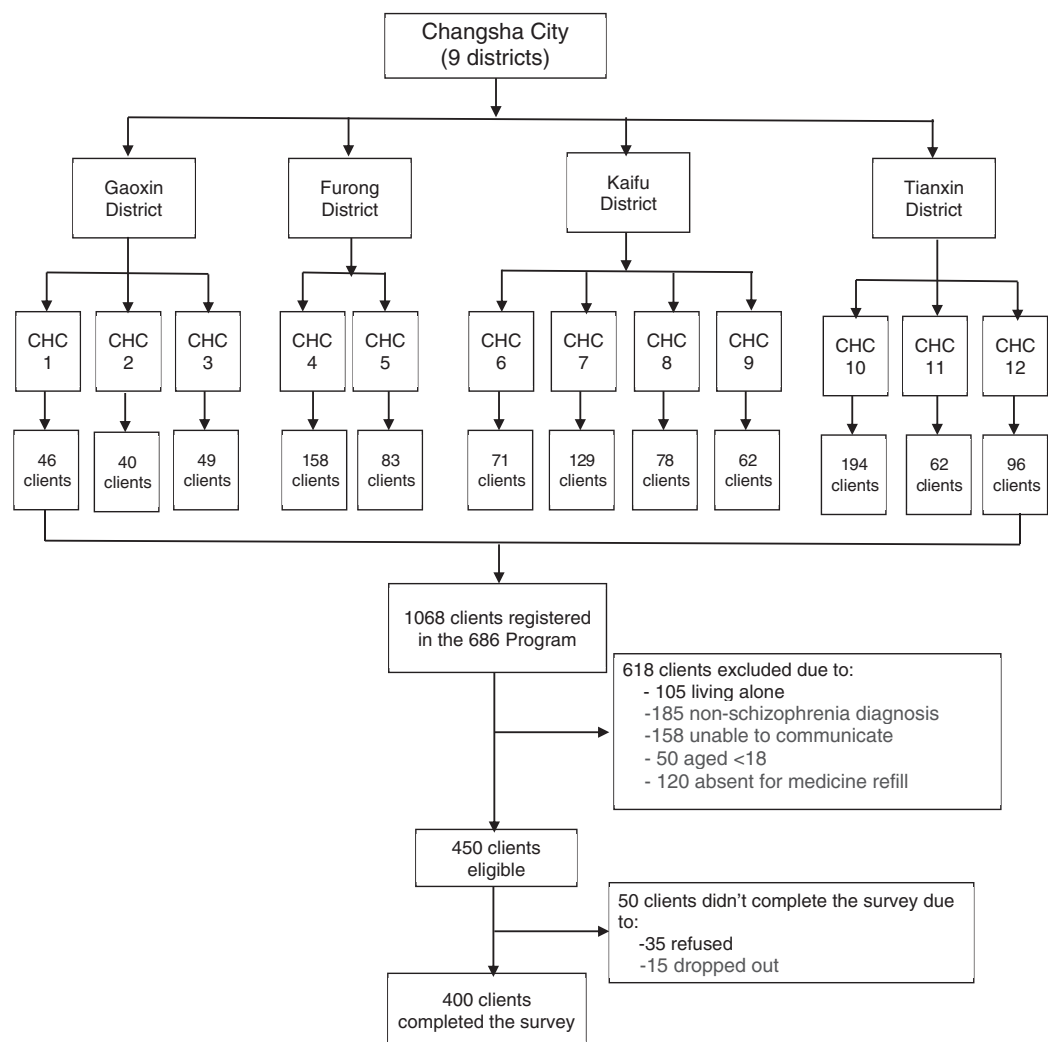 Changsha City
(9 districts)
Gaoxin
District
Furong
District
Kaifu
District
Tianxin
District
CHC
1
CHC
2
CHC
3
CHC
4
CHC
5
CHC
6
CHC
7
CHC
8
CHC
9
CHC
10
CHC
11
CHC
12
46
clients
40
clients
49
clients
158
clients
83
clients
71
clients
129
clients
78
clients
62
clients
194
clients
62
clients
96
clients
1068 clients registered
in the 686 Program
618 clients excluded due to:
- 105 living alone
-185 non-schizophrenia diagnosis
-158 unable to communicate
- 50 aged <18
- 120 absent for medicine refill
450 clients
eligible
50 clients didn’t complete the survey due
to:
-35 refused
-15 dropped out
400 clients
completed the survey